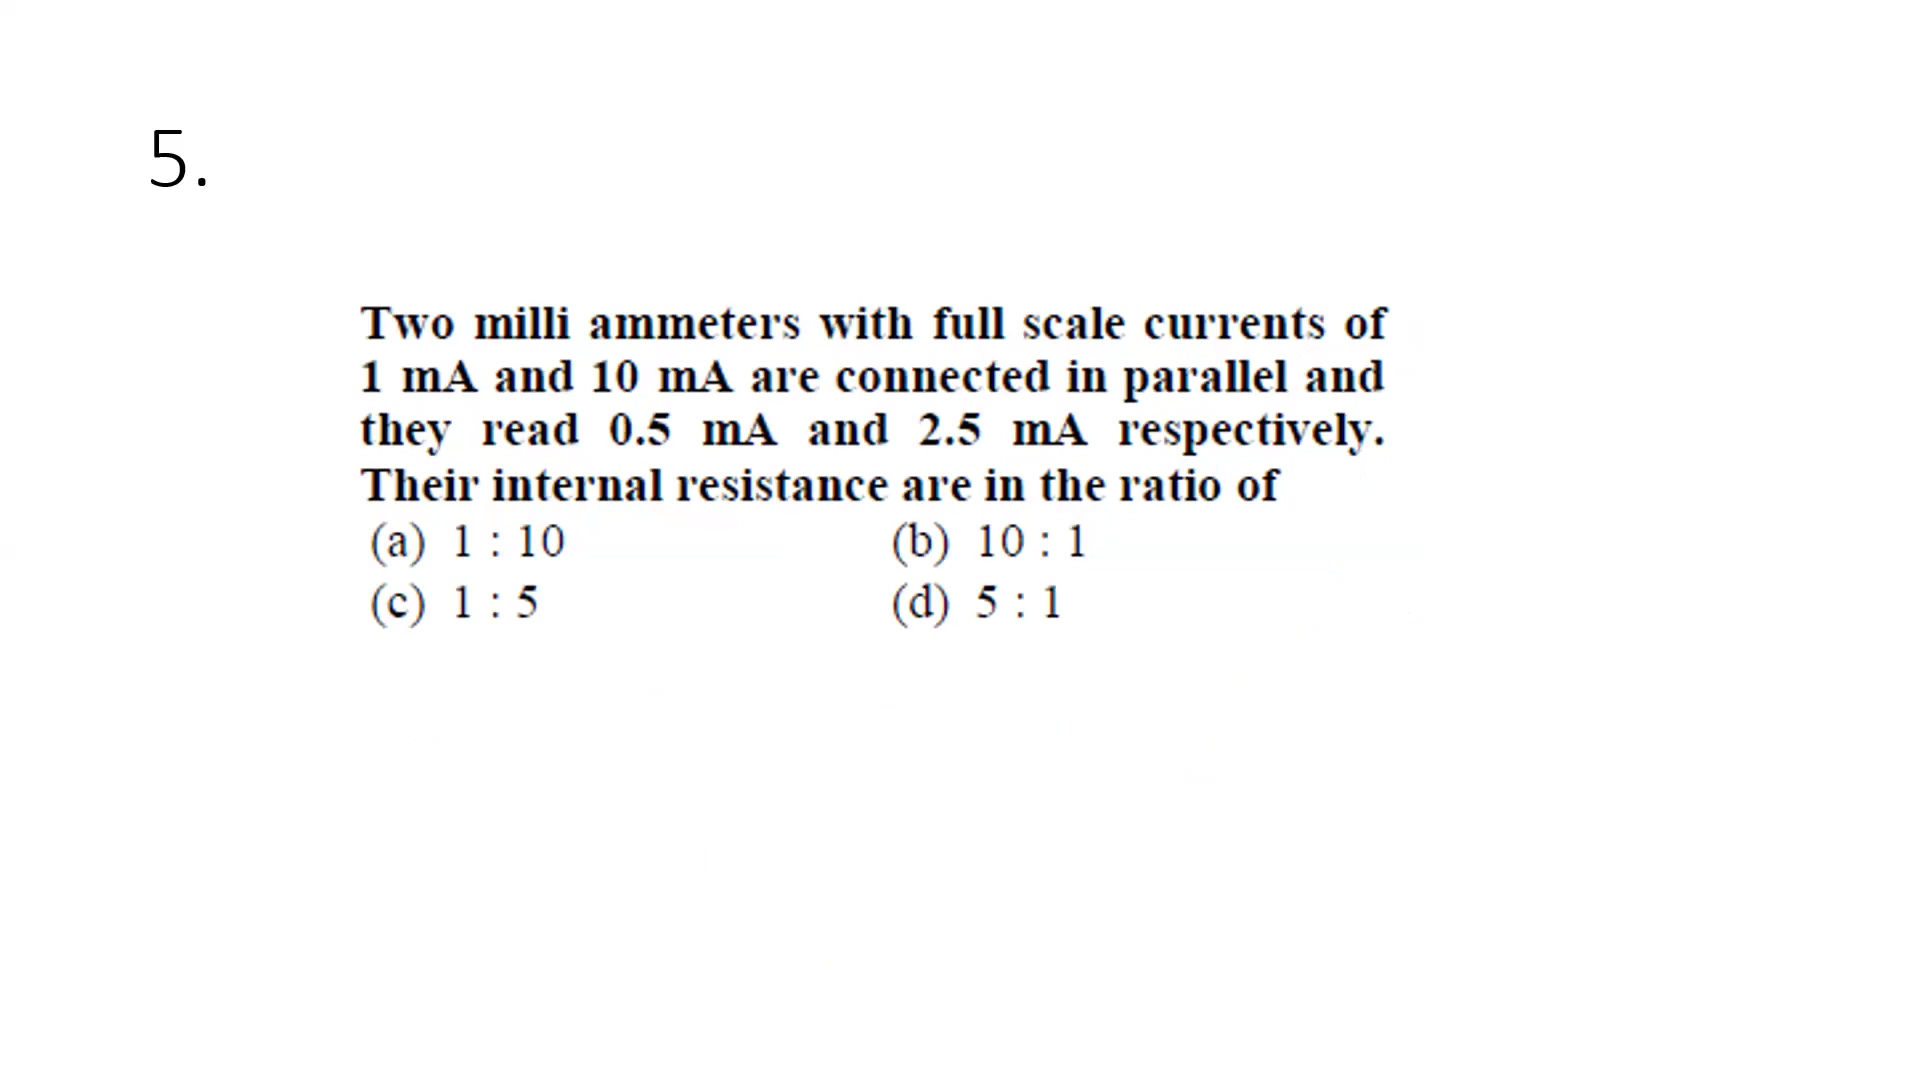 5.
Two milli ammeters with full scale currents of
1 mA and 10 mA are connected in parallel and
they read 0.5 mA and 2.5 mA respectively.
Their internal resistance are in the ratio of
(a) 1 : 10 (b) 10 : 1
(c) 1 : 5 (d) 5 : 1